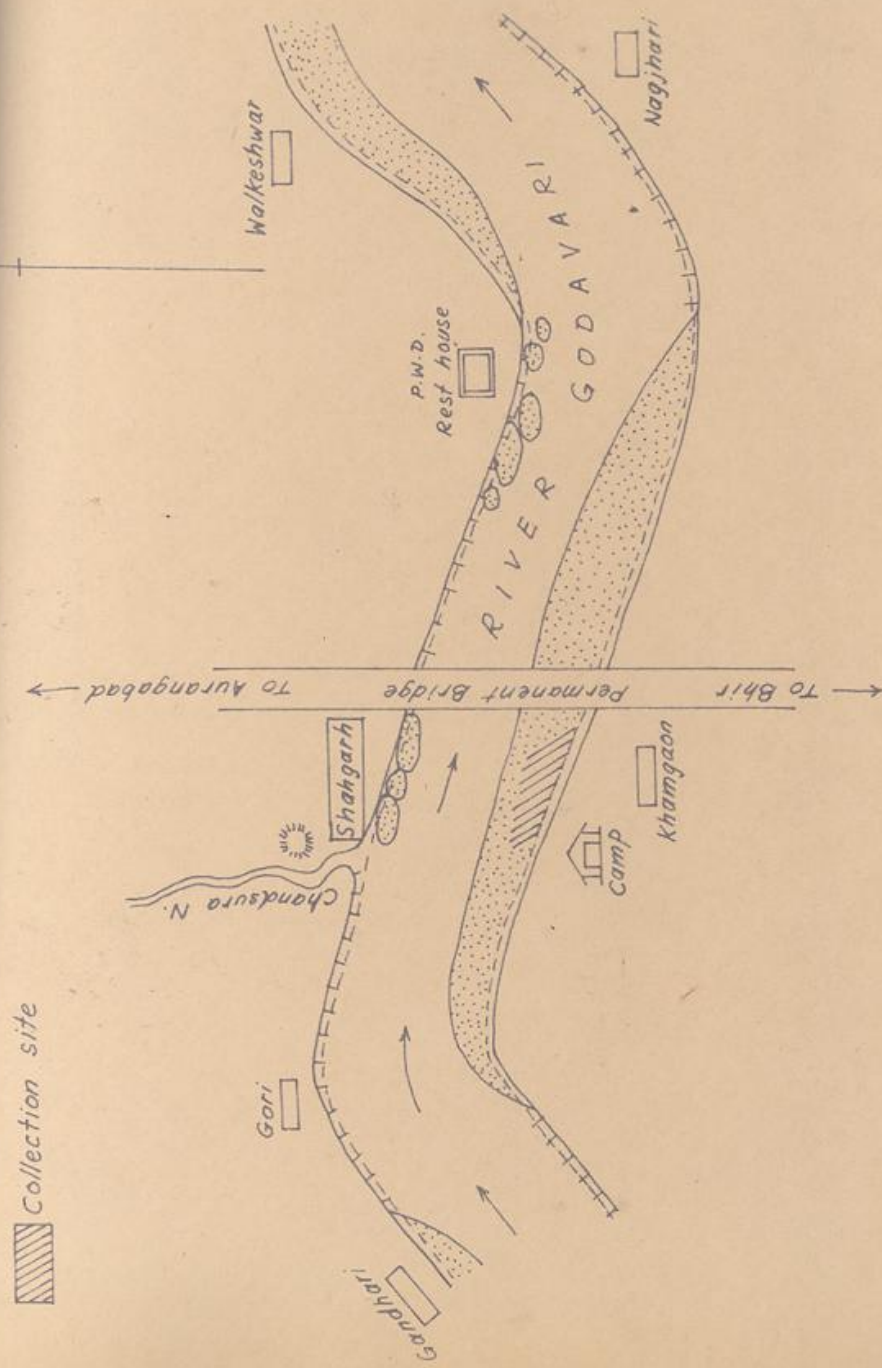 Collection site
Gandhari
Gori
Chandsura N.
Shahgarh
Camp
Khamgaon
To Aurangabad
Permanent Bridge
To Bhir
RIVER GODAVARI
P.W.D.
Rest house
Walkeshwar
Nagjhari